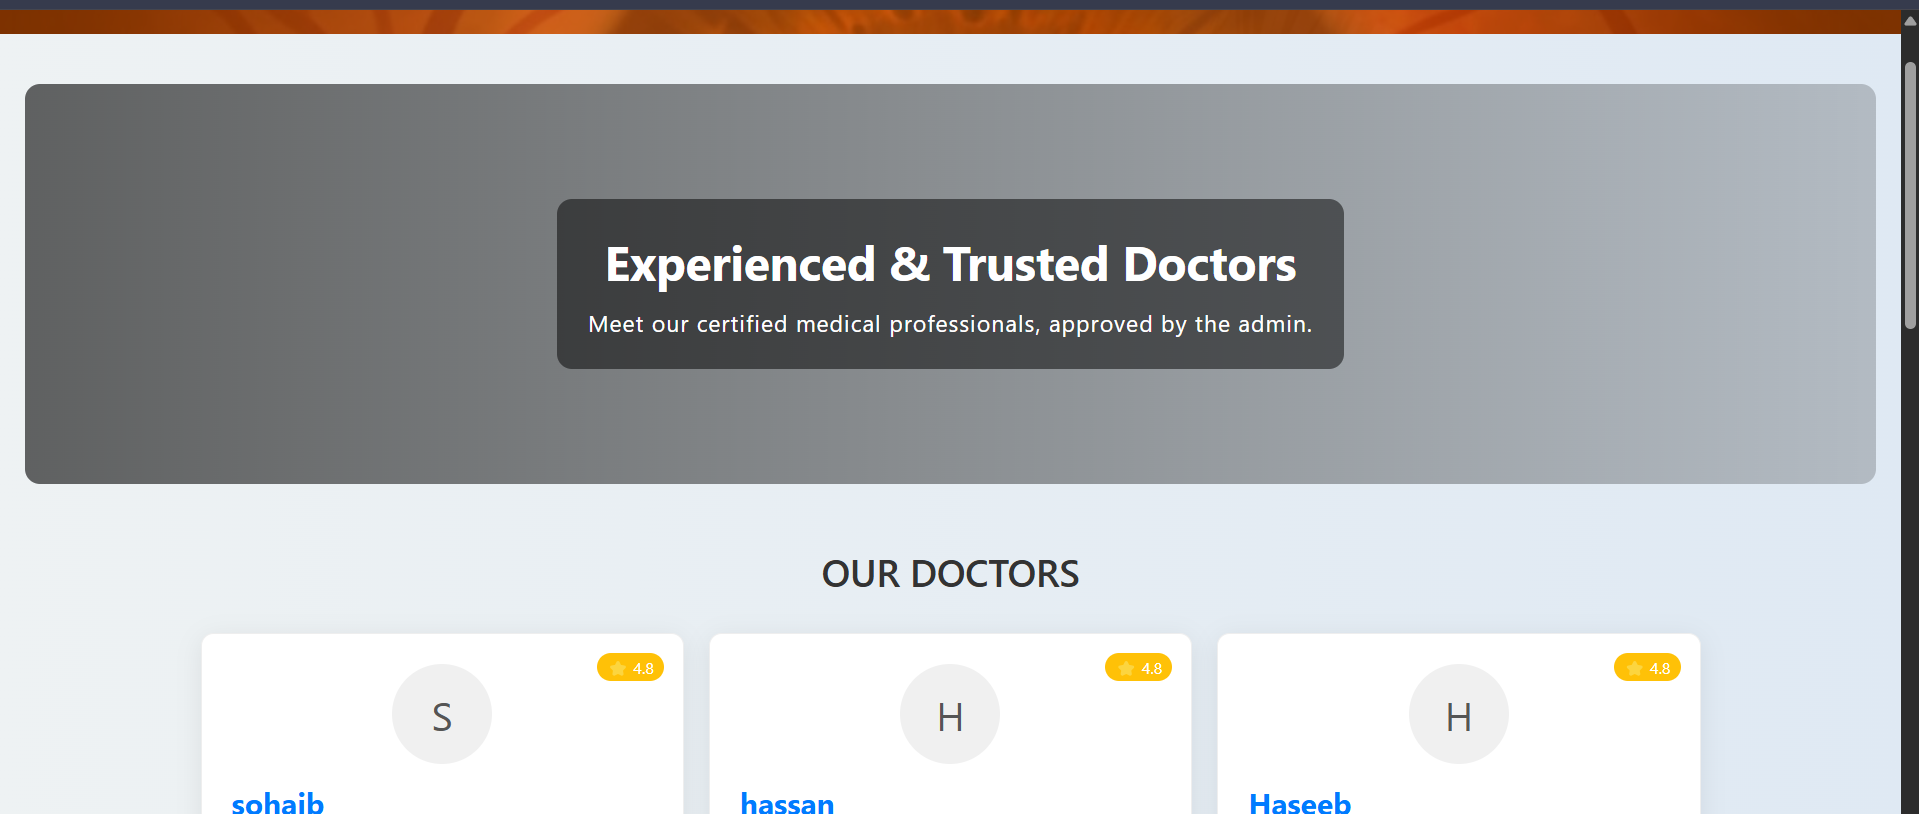 Experienced & Trusted Doctors
Meet our certified medical professionals, approved by the admin.
OUR DOCTORS
4.8
4.8
4.8
S
H
H
sohaib
hassan
Haseeb